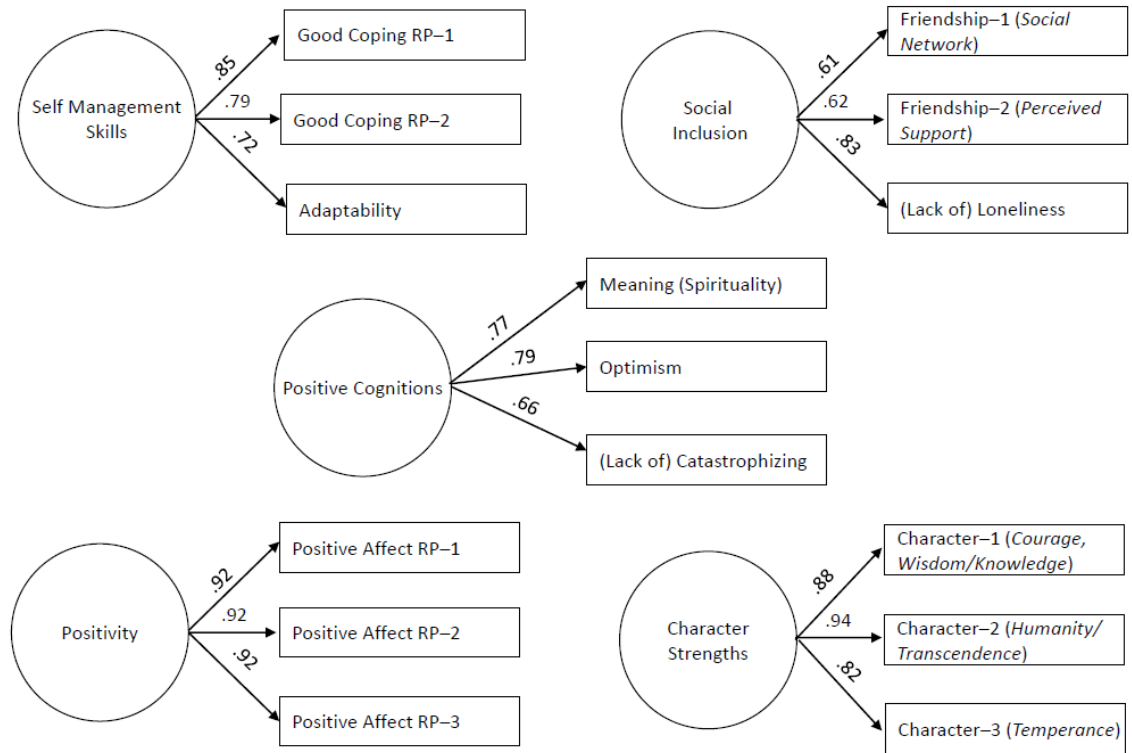 Self Management
Skills
.85
.79
.72
Good Coping RP–1
Good Coping RP–2
Adaptability
Social
Inclusion
.61
.62
.83
Friendship–1 (Social
Network)
Friendship–2 (Perceived
Support)
(Lack of) Loneliness
Positive Cognitions
.77
.79
.66
Meaning (Spirituality)
Optimism
(Lack of) Catastrophizing
Positivity
.92
.92
.92
Positive Affect RP–1
Positive Affect RP–2
Positive Affect RP–3
Character
Strengths
.88
.94
.82
Character–1 (Courage,
Wisdom/Knowledge)
Character–2 (Humanity/
Transcendence)
Character–3 (Temperance)